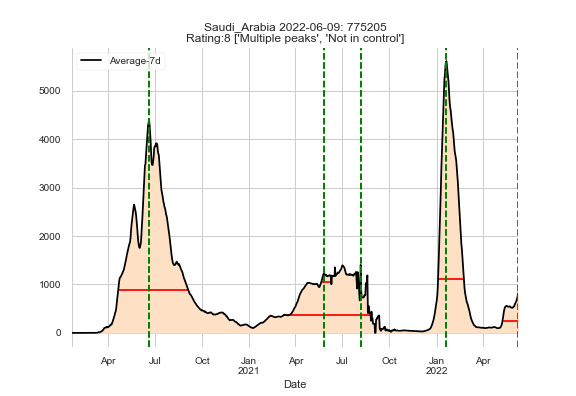 Saudi_Arabia 2022-06-09: 775205
Rating:8 ['Multiple peaks', 'Not in control']
Average-7d
5000
4000
3000
2000
1000
0
Apr Jul Oct Jan Apr Jul Oct Jan Apr
2021 2022
Date